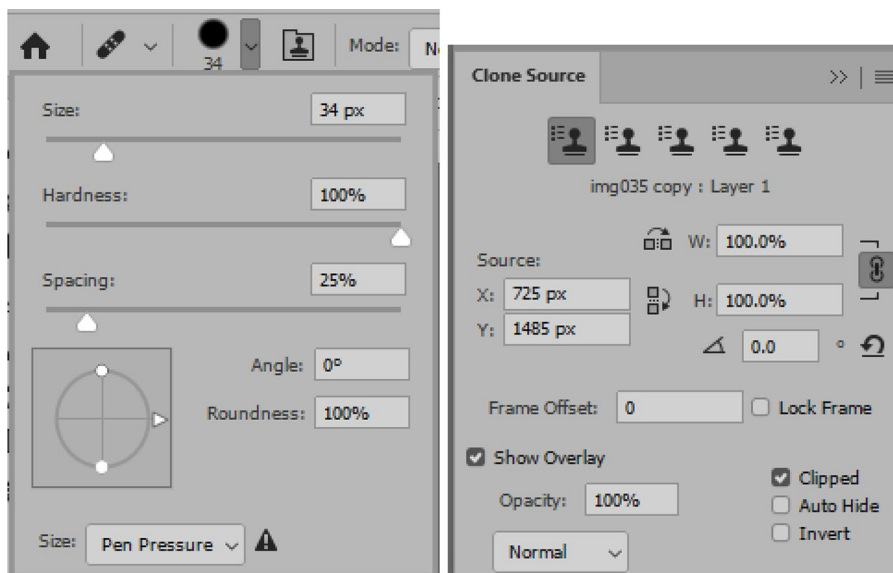 34
Mode:
Size:
34 px
Hardness:
100%
Spacing:
25%
Angle: 0º
Roundness: 100%
Size: Pen Pressure
Clone Source
>>
img035 copy : Layer 1
W: 100.0%
Source:
X: 725 px
H: 100.0%
Y: 1485 px
0.0 °
Frame Offset: 0 Lock Frame
Show Overlay
Clipped
Opacity: 100%
Auto Hide
Invert
Normal